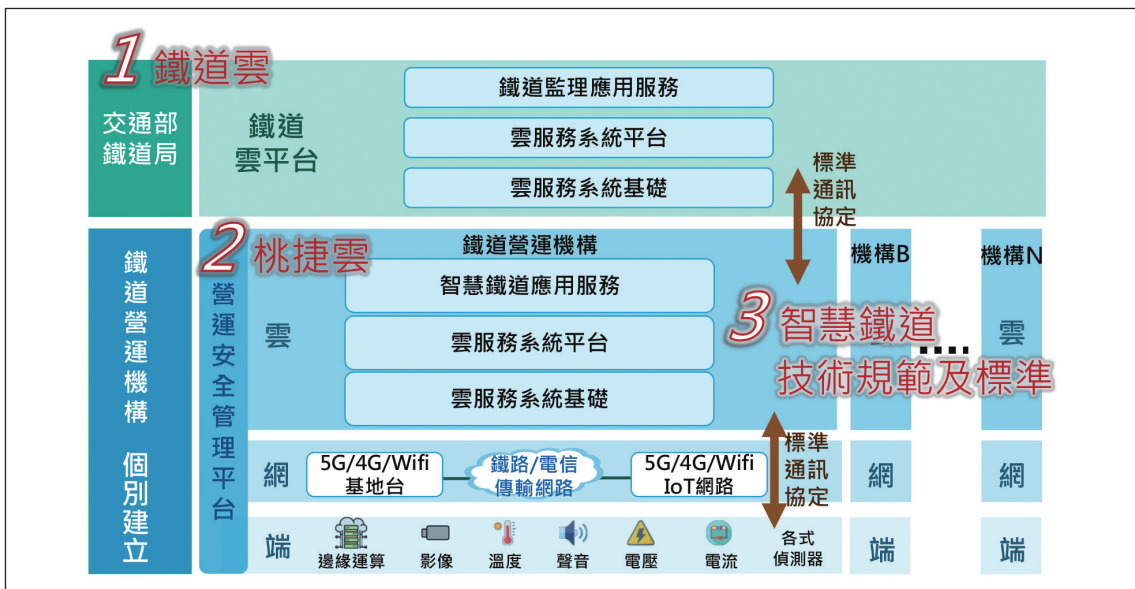 1 鐵道雲
交通部
鐵道局
鐵道
雲平台
鐵道監理應用服務
雲服務系統平台
雲服務系統基礎
標準
通訊
協定
鐵道營運機構 個別建立
營運安全管理平台
2 桃捷雲
鐵道營運機構
雲
智慧鐵道應用服務
雲服務系統平台
雲服務系統基礎
機構B
機構N
雲
3 智慧鐵道
技術規範及標準
標準
通訊
協定
網
5G/4G/Wifi
基地台
鐵路/電信
傳輸網路
5G/4G/Wifi
IoT網路
網
網
端
邊緣運算
影像
溫度
聲音
電壓
電流
各式
偵測器
端
端